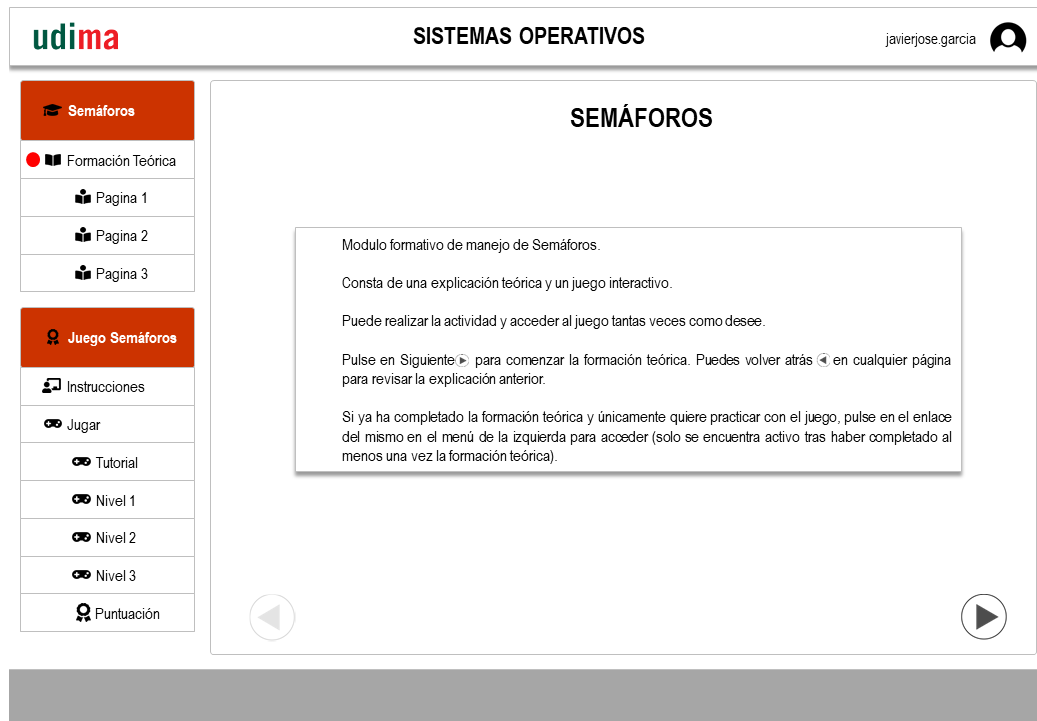 udima
SISTEMAS OPERATIVOS
javierjose.garcia
Semáforos
Formación Teórica
Pagina 1
Pagina 2
Pagina 3
Juego Semáforos
Instrucciones
Jugar
Tutorial
Nivel 1
Nivel 2
Nivel 3
Puntuación
SEMÁFOROS
Modulo formativo de manejo de Semáforos.
Consta de una explicación teórica y un juego interactivo.
Puede realizar la actividad y acceder al juego tantas veces como desee.
Pulse en Siguiente para comenzar la formación teórica. Puedes volver atrás en cualquier página
para revisar la explicación anterior.
Si ya ha completado la formación teórica y únicamente quiere practicar con el juego, pulse en el enlace
del mismo en el menú de la izquierda para acceder (solo se encuentra activo tras haber completado al
menos una vez la formación teórica).